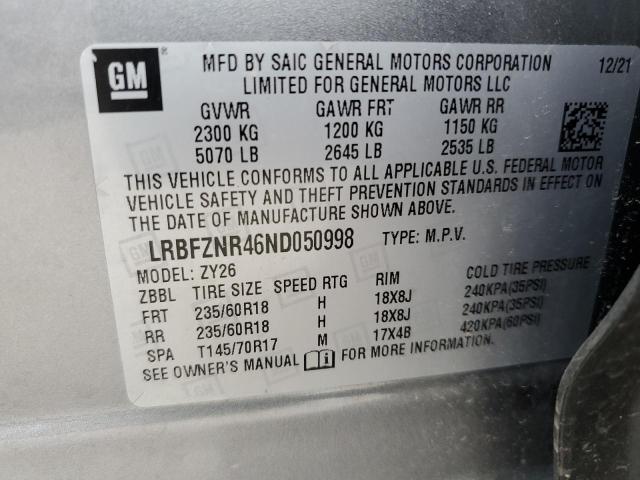 GM ®
MFD BY SAIC GENERAL MOTORS CORPORATION 12/21
LIMITED FOR GENERAL MOTORS LLC
GVWR GAWR FRT GAWR RR
2300 KG 1200 KG 1150 KG
5070 LB 2645 LB 2535 LB
THIS VEHICLE CONFORMS TO ALL APPLICABLE U.S. FEDERAL MOTOR
VEHICLE SAFETY AND THEFT PREVENTION STANDARDS IN EFFECT ON
THE DATE OF MANUFACTURE SHOWN ABOVE.
LRBFZNR46ND050998 TYPE: M.P.V.
MODEL: ZY26
ZBBL TIRE SIZE SPEED RTG RIM COLD TIRE PRESSURE
FRT 235/60R18 H 18X8J 240KPA(35PSI)
RR 235/60R18 H 18X8J 240KPA(35PSI)
SPA T145/70R17 M 17X4B 420KPA(60PSI)
SEE OWNER'S MANUAL FOR MORE INFORMATION.